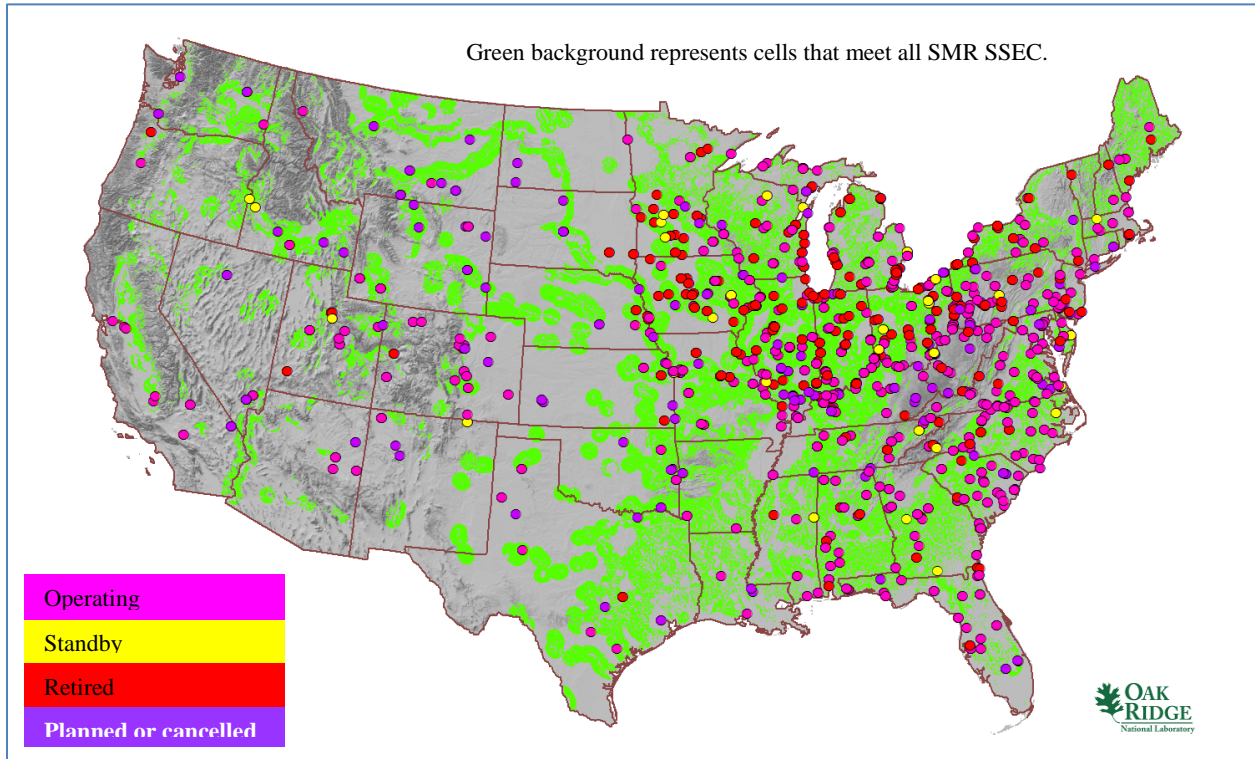 Green background represents cells that meet all SMR SSEC.
Operating
Standby
Retired
Planned or cancelled
OAK
RIDGE
National Laboratory